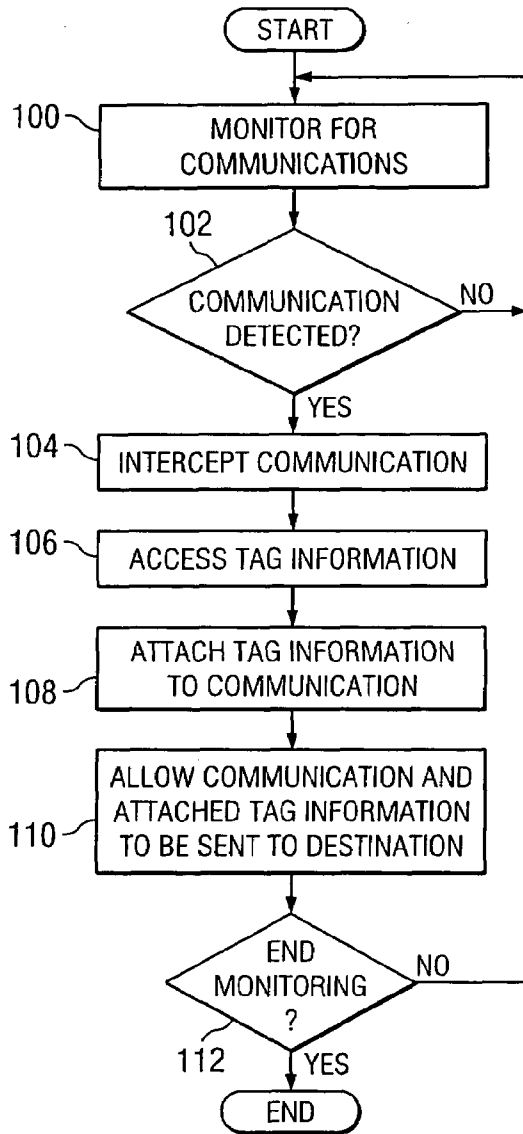 START
100
MONITOR FOR
COMMUNICATIONS
102
COMMUNICATION
DETECTED?
NO
YES
104
INTERCEPT COMMUNICATION
106
ACCESS TAG INFORMATION
108
ATTACH TAG INFORMATION
TO COMMUNICATION
110
ALLOW COMMUNICATION AND
ATTACHED TAG INFORMATION
TO BE SENT TO DESTINATION
END
MONITORING
?
NO
112
YES
END